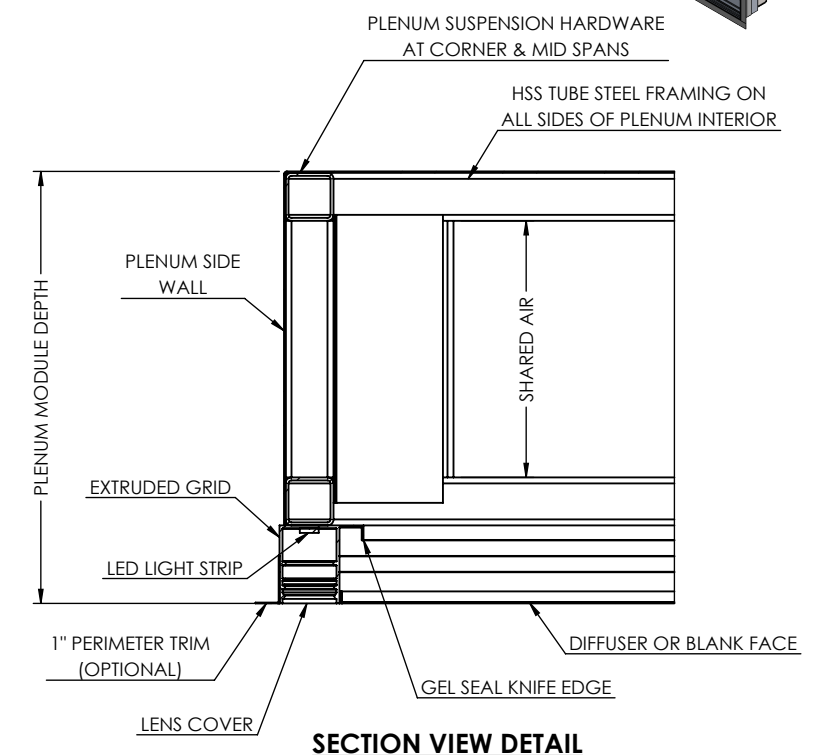 PLENUM SUSPENSION HARDWARE
AT CORNER & MID SPANS
HSS TUBE STEEL FRAMING ON
ALL SIDES OF PLENUM INTERIOR
PLENUM SIDE
WALL
PLENUM MODULE DEPTH
SHARED AIR
EXTRUDED GRID
LED LIGHT STRIP
1" PERIMETER TRIM
(OPTIONAL)
DIFFUSER OR BLANK FACE
GEL SEAL KNIFE EDGE
LENS COVER
SECTION VIEW DETAIL